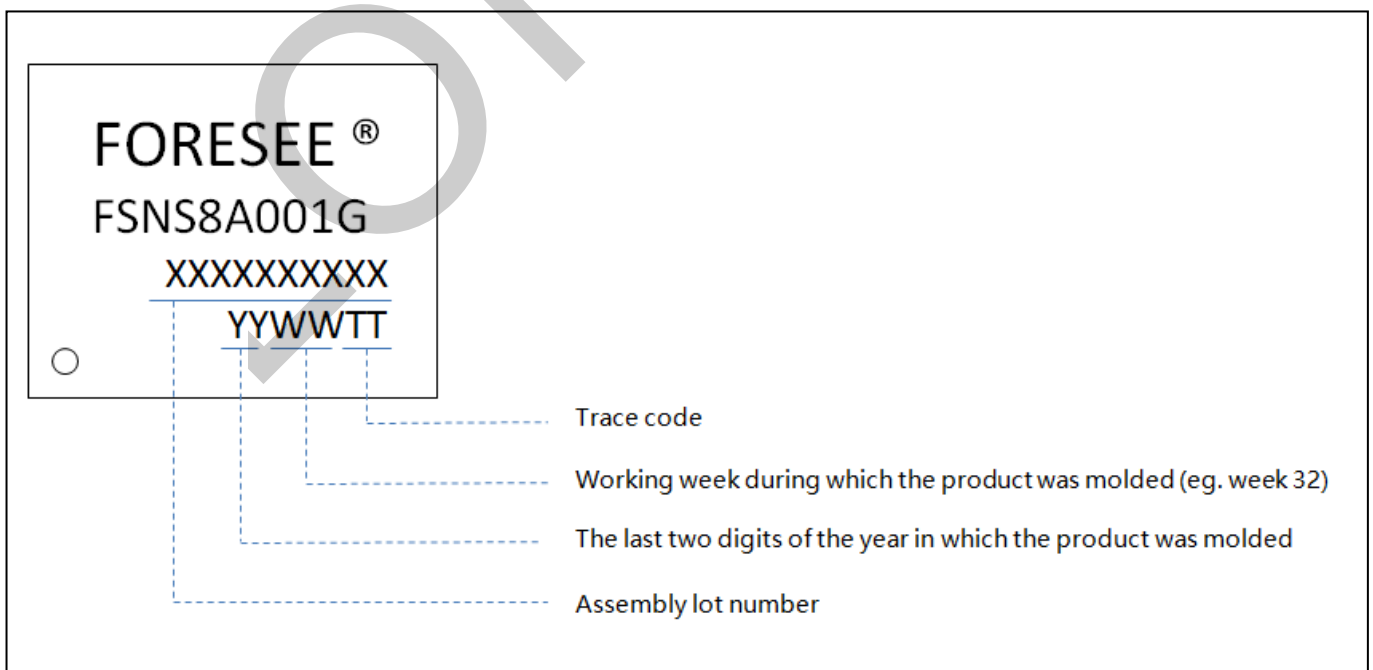 FORESEE ®
FSNS8A001G
XXXXXXXXXX
YYWWTT
Trace code
Working week during which the product was molded (eg. week 32)
The last two digits of the year in which the product was molded
Assembly lot number